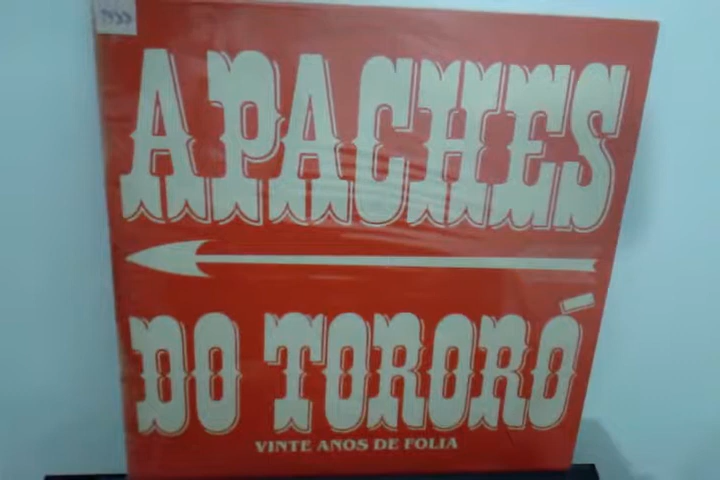 APACHES
DO TORORÓ
VINTE ANOS DE FOLIA